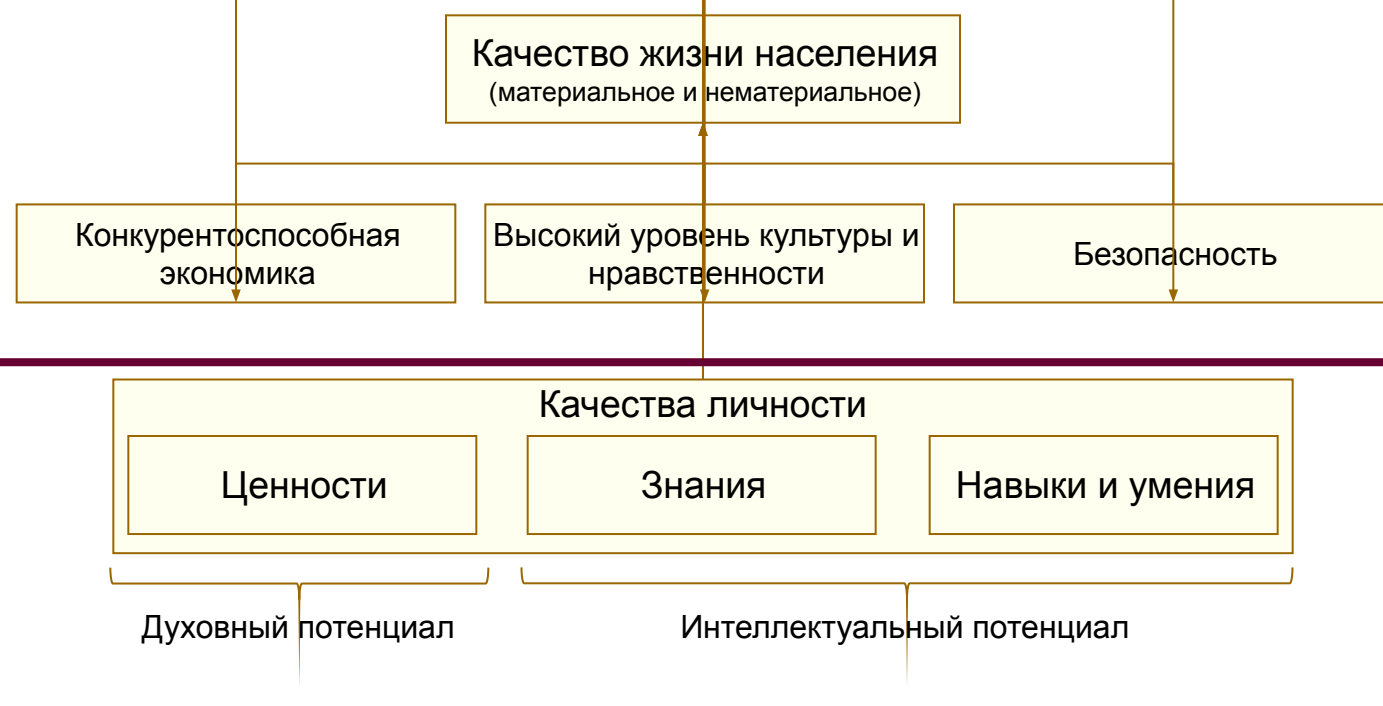 Качество жизни населения
(материальное и нематериальное)
Конкурентоспособная
экономика
Высокий уровень культуры и
нравственности
Безопасность
Качества личности
Ценности
Знания
Навыки и умения
Духовный потенциал
Интеллектуальный потенциал